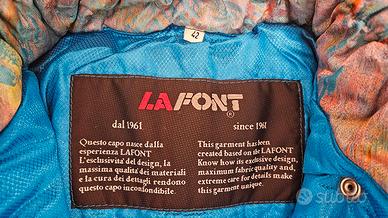 42
LAFONT
®
dal 1961
Questo capo nasce dalla
esperienza LAFONT
L'esclusività del design, la
massima qualità dei materiali
e la cura dei dettagli rendono
questo capo inconfondibile.
since 1961
This garment has been
created based on the LAFONT
Know how its exclusive design,
maximum fabric quality and,
extreme care for details make
this garment unique.
subito